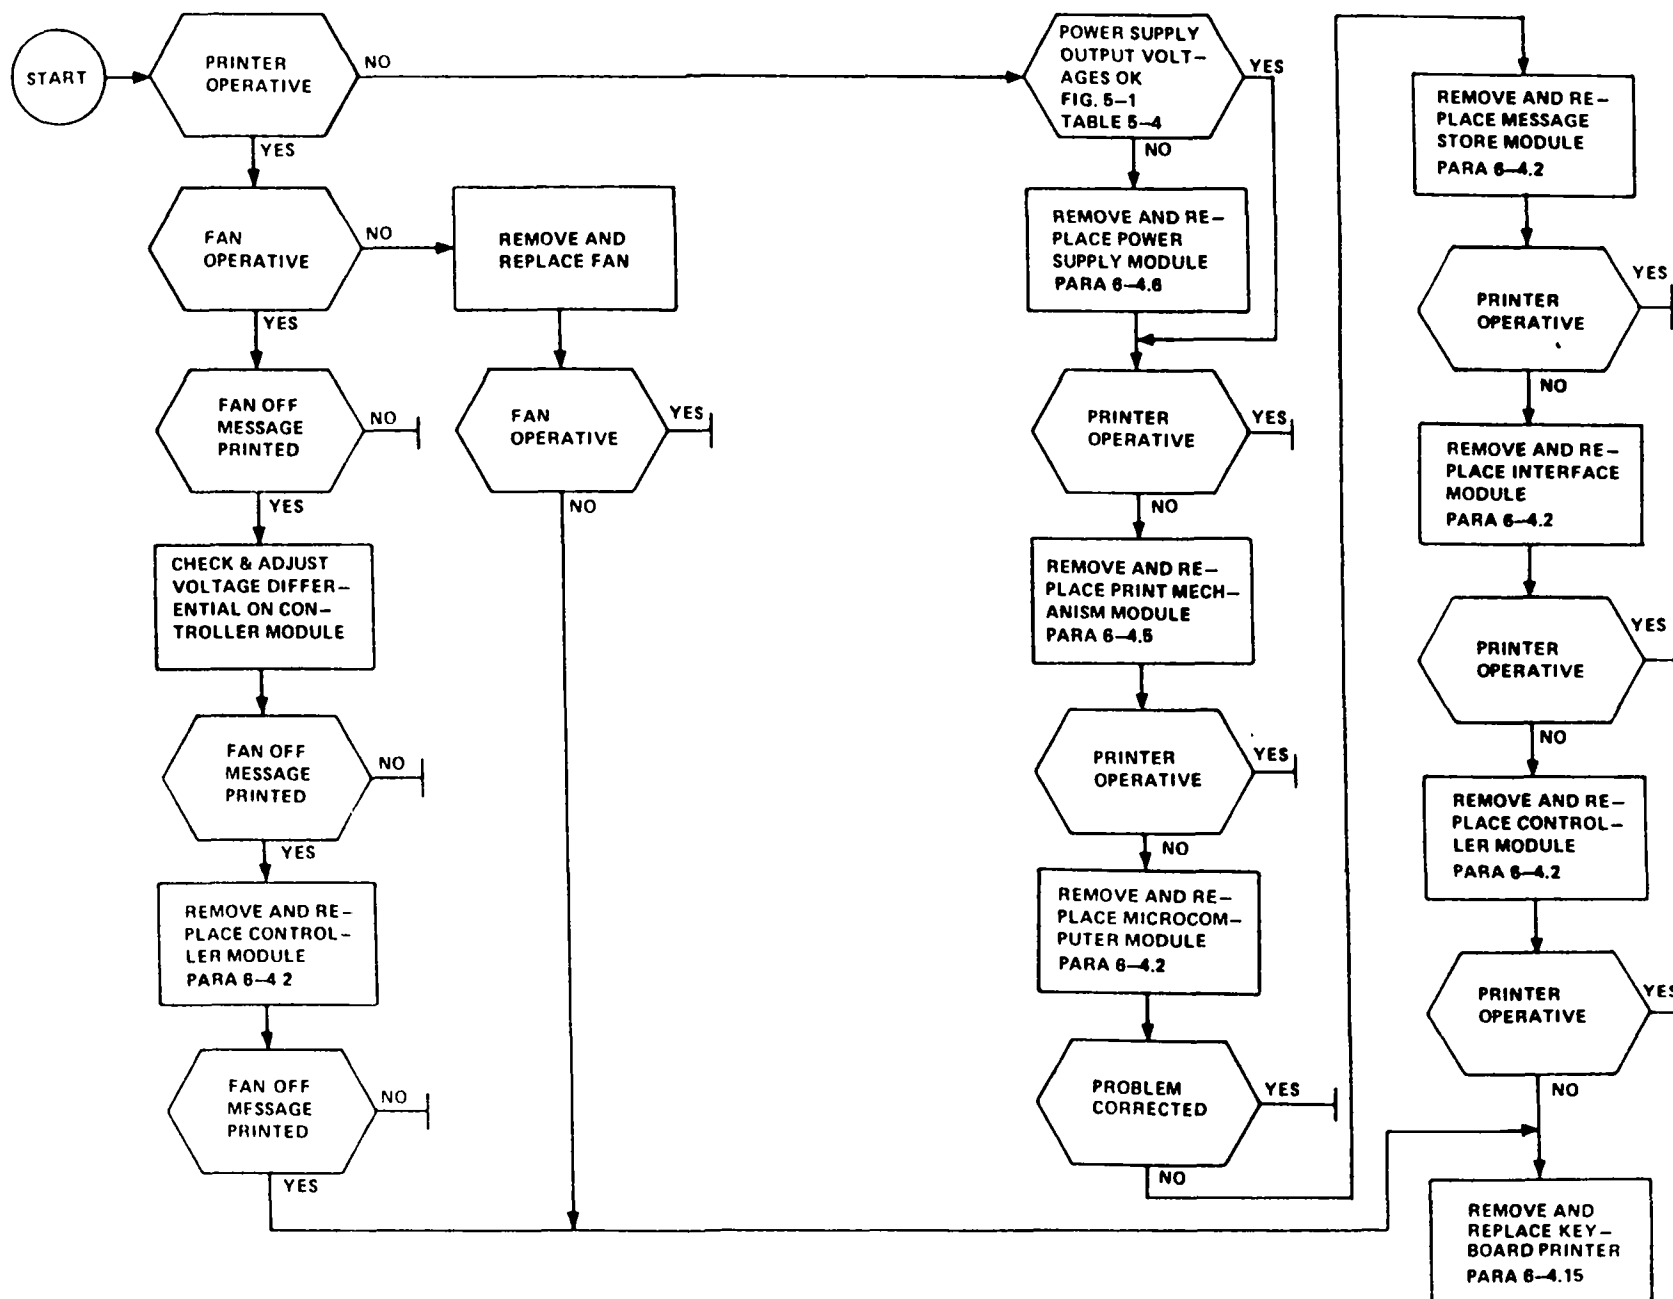 START
PRINTER
OPERATIVE
NO
YES
FAN
OPERATIVE
NO
YES
REMOVE AND
REPLACE FAN
FAN OFF
MESSAGE
PRINTED
NO
YES
FAN
OPERATIVE
YES
NO
CHECK & ADJUST
VOLTAGE DIFFER–
ENTIAL ON CON–
TROLLER MODULE
FAN OFF
MESSAGE
PRINTED
NO
YES
REMOVE AND RE–
PLACE CONTROL–
LER MODULE
PARA 6–4 2
FAN OFF
MESSAGE
PRINTED
NO
YES
POWER SUPPLY
OUTPUT VOLT–
AGES OK
FIG. 5–1
TABLE 5–4
YES
NO
REMOVE AND RE–
PLACE POWER
SUPPLY MODULE
PARA 6–4.6
PRINTER
OPERATIVE
YES
NO
REMOVE AND RE–
PLACE PRINT MECH–
ANISM MODULE
PARA 6–4.5
PRINTER
OPERATIVE
YES
NO
REMOVE AND RE–
PLACE MICROCOM–
PUTER MODULE
PARA 6–4.2
PROBLEM
CORRECTED
YES
NO
REMOVE AND RE–
PLACE MESSAGE
STORE MODULE
PARA 6–4.2
PRINTER
OPERATIVE
YES
NO
REMOVE AND RE–
PLACE INTERFACE
MODULE
PARA 6–4.2
PRINTER
OPERATIVE
YES
NO
REMOVE AND RE–
PLACE CONTROL–
LER MODULE
PARA 6–4.2
PRINTER
OPERATIVE
YES
NO
REMOVE AND
REPLACE KEY–
BOARD PRINTER
PARA 6–4.15